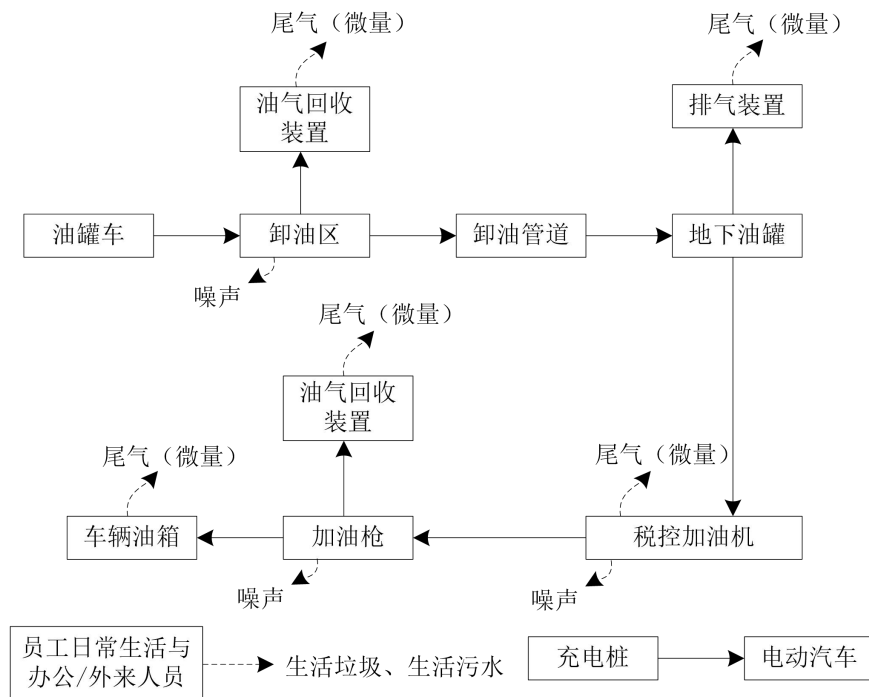 尾气（微量）
尾气（微量）
油气回收
装置
排气装置
油罐车
卸油区
卸油管道
地下油罐
噪声
尾气（微量）
油气回收
装置
尾气（微量）
尾气（微量）
车辆油箱
加油枪
税控加油机
噪声
噪声
员工日常生活与
办公/外来人员
生活垃圾、生活污水
充电桩
电动汽车